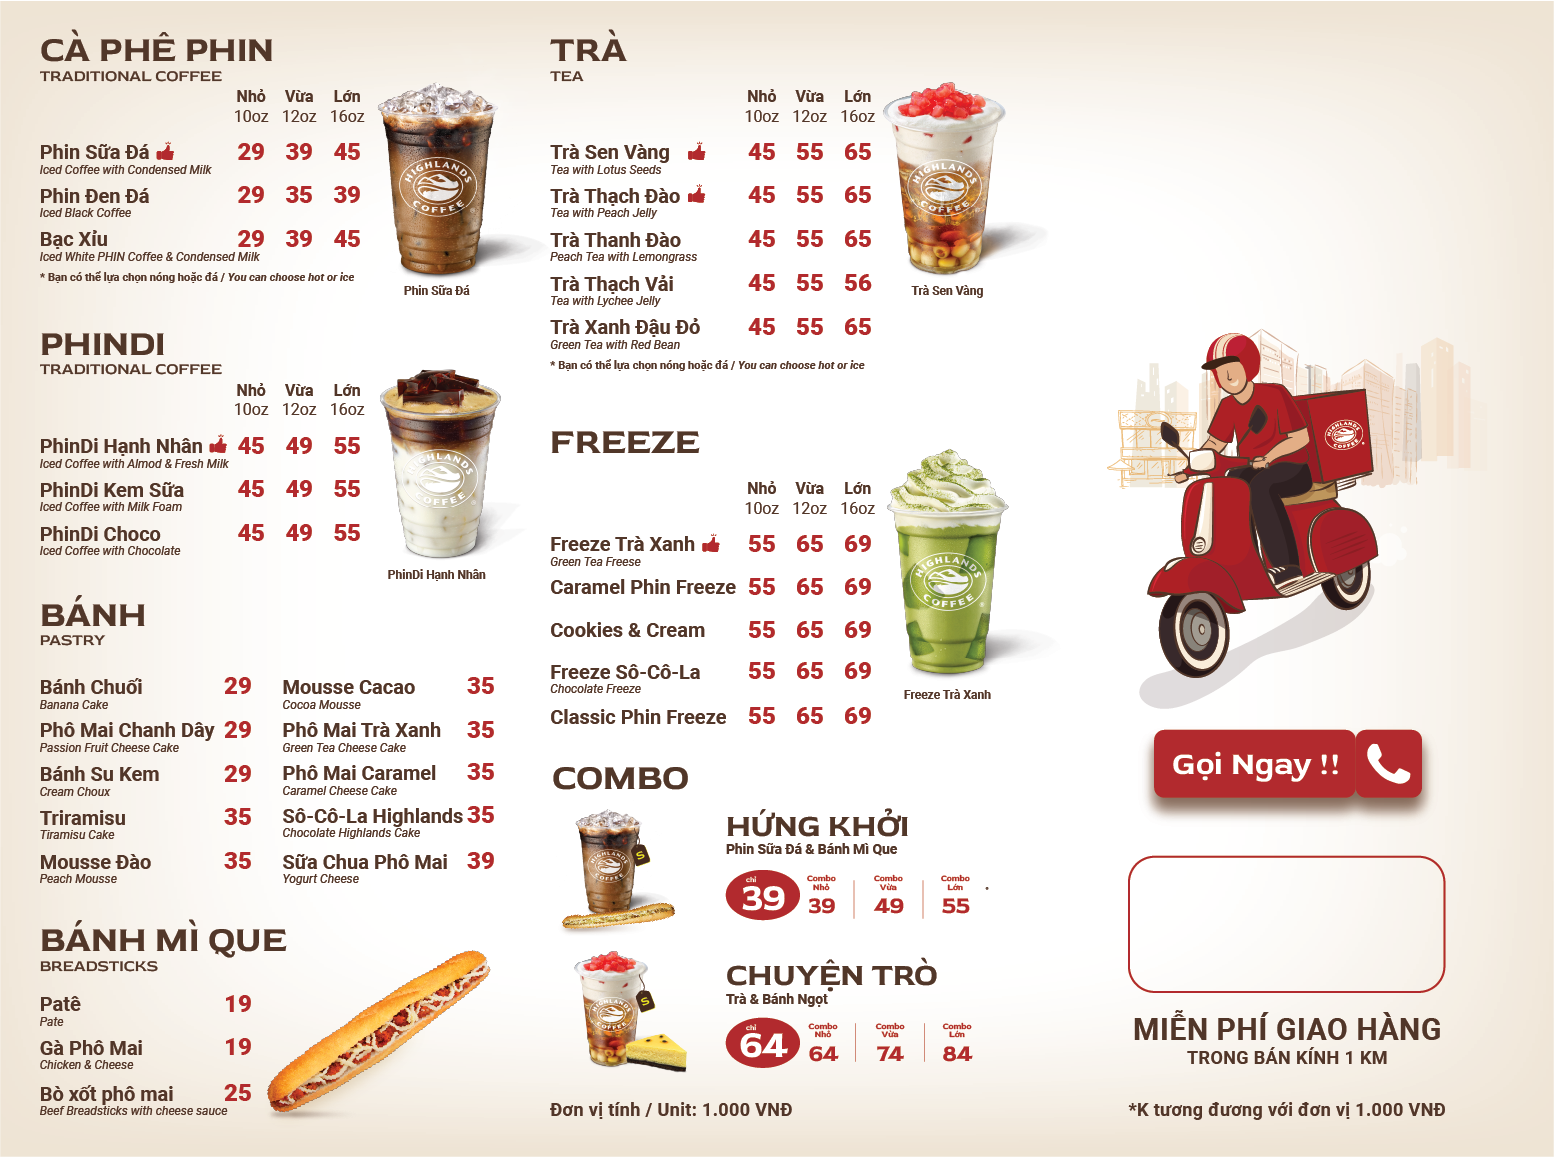 CÀ PHÊ PHIN
TRADITIONAL COFFEE
Nhỏ Vừa Lớn
10oz 12oz 16oz
Phin Sữa Đá 29 39 45
Iced Coffee with Condensed Milk
Phin Đen Đá 29 35 39
Iced Black Coffee
Bạc Xỉu 29 39 45
Iced White PHIN Coffee & Condensed Milk
* Bạn có thể lựa chọn nóng hoặc đá / You can choose hot or ice
HIGHLANDS COFFEE
Phin Sữa Đá
PHINDI
TRADITIONAL COFFEE
Nhỏ Vừa Lớn
10oz 12oz 16oz
PhinDi Hạnh Nhân 45 49 55
Iced Coffee with Almod & Fresh Milk
PhinDi Kem Sữa 45 49 55
Iced Coffee with Milk Foam
PhinDi Choco 45 49 55
Iced Coffee with Chocolate
HIGHLANDS COFFEE
PhinDi Hạnh Nhân
BÁNH
PASTRY
Bánh Chuối 29 Mousse Cacao 35
Banana Cake Cocoa Mousse
Phô Mai Chanh Dây 29 Phô Mai Trà Xanh 35
Passion Fruit Cheese Cake Green Tea Cheese Cake
Bánh Su Kem 29 Phô Mai Caramel 35
Cream Choux Caramel Cheese Cake
Triramisu 35 Sô-Cô-La Highlands 35
Tiramisu Cake Chocolate Highlands Cake
Mousse Đào 35 Sữa Chua Phô Mai 39
Peach Mousse Yogurt Cheese
BÁNH MÌ QUE
BREADSTICKS
Patê 19
Pate
Gà Phô Mai 19
Chicken & Cheese
Bò xốt phô mai 25
Beef Breadsticks with cheese sauce
TRÀ
TEA
Nhỏ Vừa Lớn
10oz 12oz 16oz
Trà Sen Vàng 45 55 65
Tea with Lotus Seeds
Trà Thạch Đào 45 55 65
Tea with Peach Jelly
Trà Thanh Đào 45 55 65
Peach Tea with Lemongrass
Trà Thạch Vải 45 55 56
Tea with Lychee Jelly
Trà Xanh Đậu Đỏ 45 55 65
Green Tea with Red Bean
* Bạn có thể lựa chọn nóng hoặc đá / You can choose hot or ice
HIGHLANDS COFFEE
Trà Sen Vàng
FREEZE
Nhỏ Vừa Lớn
10oz 12oz 16oz
Freeze Trà Xanh 55 65 69
Green Tea Freese
Caramel Phin Freeze 55 65 69
Cookies & Cream 55 65 69
Freeze Sô-Cô-La 55 65 69
Chocolate Freeze
Classic Phin Freeze 55 65 69
HIGHLANDS COFFEE
Freeze Trà Xanh
COMBO
HIGHLANDS COFFEE
S
HỨNG KHỞI
Phin Sữa Đá & Bánh Mì Que
chỉ 39
Combo Nhỏ 39
Combo Vừa 49
Combo Lớn 55
HIGHLANDS COFFEE
S
CHUYỆN TRÒ
Trà & Bánh Ngọt
chỉ 64
Combo Nhỏ 64
Combo Vừa 74
Combo Lớn 84
Đơn vị tính / Unit: 1.000 VNĐ
HIGHLANDS COFFEE
Gọi Ngay !!
MIỄN PHÍ GIAO HÀNG
TRONG BÁN KÍNH 1 KM
*K tương đương với đơn vị 1.000 VNĐ